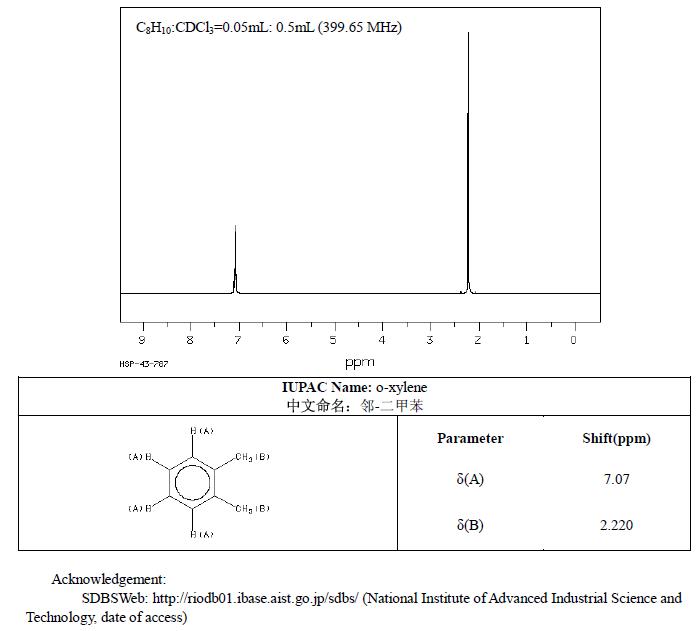 C₈H₁₀:CDCl₃=0.05mL: 0.5mL (399.65 MHz)
9 8 7 6 5 4 3 2 1 0
HSP-43-767 ppm
IUPAC Name: o-xylene
中文命名：邻-二甲苯
H(A)
(A)H CH₃(B)
(A)H CH₃(B)
H(A)
Parameter Shift(ppm)
δ(A) 7.07
δ(B) 2.220
Acknowledgement:
SDBSWeb: http://riodb01.ibase.aist.go.jp/sdbs/ (National Institute of Advanced Industrial Science and
Technology, date of access)